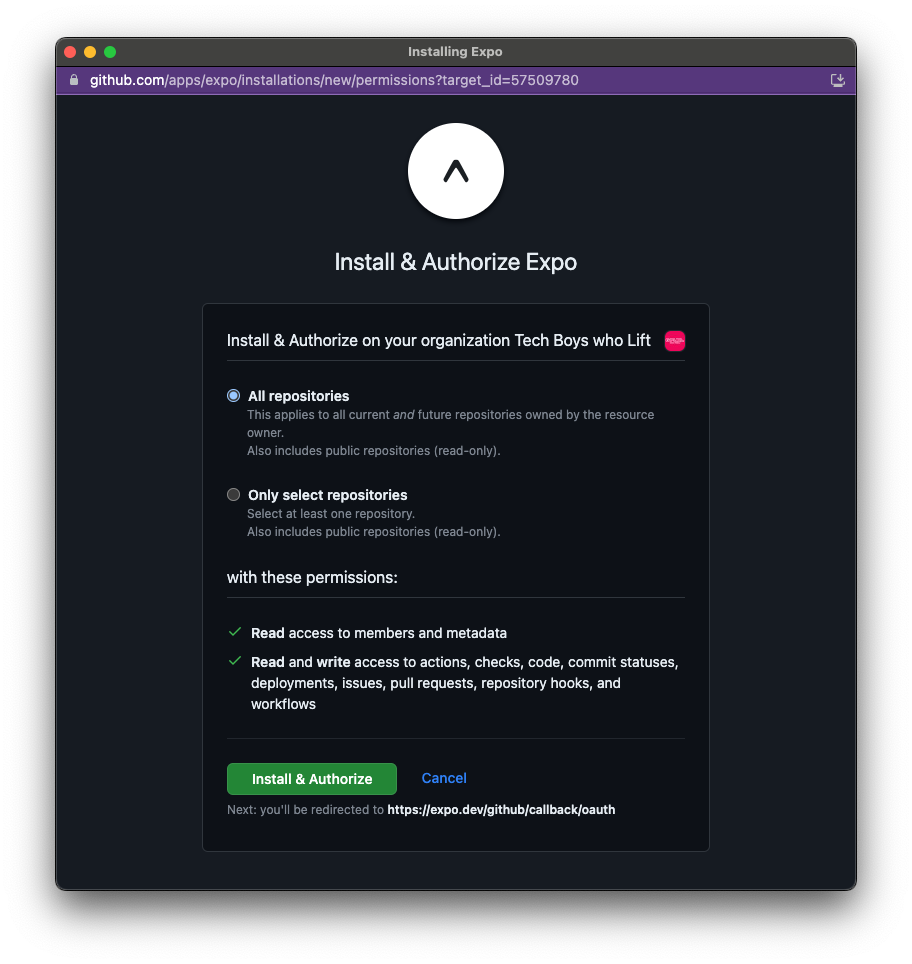 Installing Expo
github.com/apps/expo/installations/new/permissions?target_id=57509780
Install & Authorize Expo
Install & Authorize on your organization Tech Boys who Lift
All repositories
This applies to all current and future repositories owned by the resource
owner.
Also includes public repositories (read-only).
Only select repositories
Select at least one repository.
Also includes public repositories (read-only).
with these permissions:
Read access to members and metadata
Read and write access to actions, checks, code, commit statuses,
deployments, issues, pull requests, repository hooks, and
workflows
Install & Authorize
Cancel
Next: you'll be redirected to https://expo.dev/github/callback/oauth